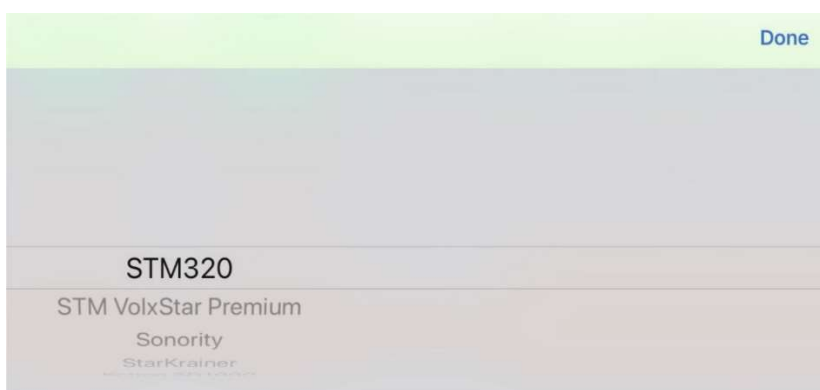 Done
STM320
STM VolxStar Premium
Sonority
StarKrainer